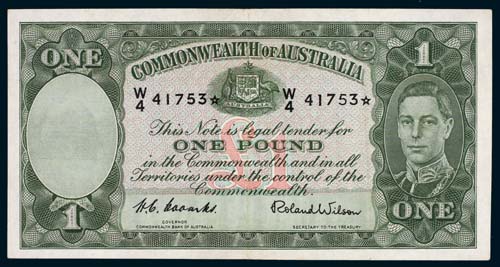 ONE
COMMONWEALTH OF AUSTRALIA
1
W/4 41753☆ W/4 41753☆
AUSTRALIA
This Note is legal tender for
ONE POUND
in the Commonwealth and in all
Territories under the control of the
Commonwealth.
£1
H.C. Coombs. Roland Wilson
GOVERNOR
COMMONWEALTH BANK OF AUSTRALIA
SECRETARY TO THE TREASURY
1
ONE